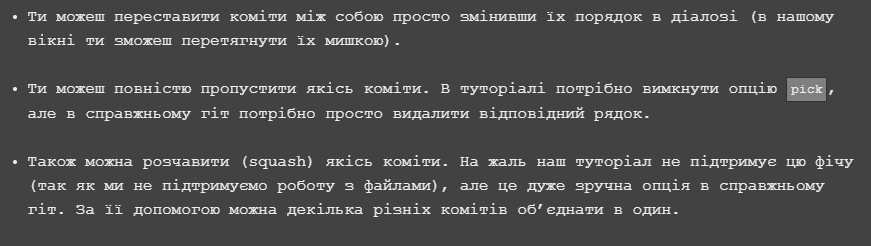 • Ти можеш переставити коміти між собою просто змінивши їх порядок в діалозі (в нашому
вікні ти зможеш перетягнути їх мишкою).
• Ти можеш повністю пропустити якісь коміти. В туторіалі потрібно вимкнути опцію pick,
але в справжньому гіт потрібно просто видалити відповідний рядок.
• Також можна розчавити (squash) якісь коміти. На жаль наш туторіал не підтримує цю фічу
(так як ми не підтримуємо роботу з файлами), але це дуже зручна опція в справжньому
гіт. За її допомогою можна декілька різних комітів об’єднати в один.